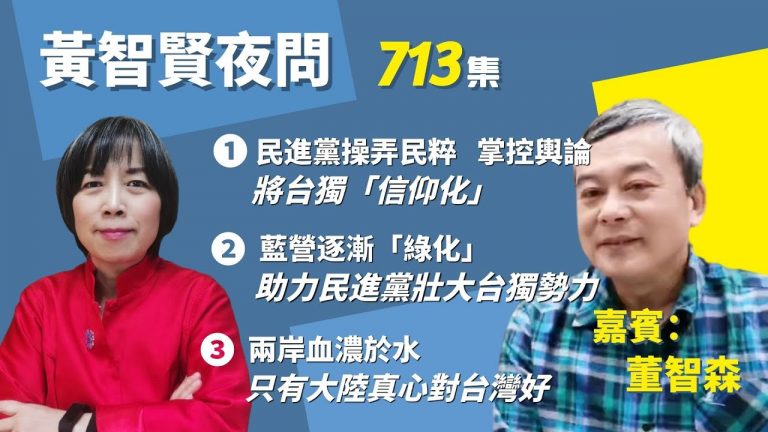 黃智賢夜問 713集
1 民進黨操弄民粹 掌控輿論
將台獨「信仰化」
2 藍營逐漸「綠化」
助力民進黨壯大台獨勢力
3 兩岸血濃於水
只有大陸真心對台灣好
嘉賓：
董智森